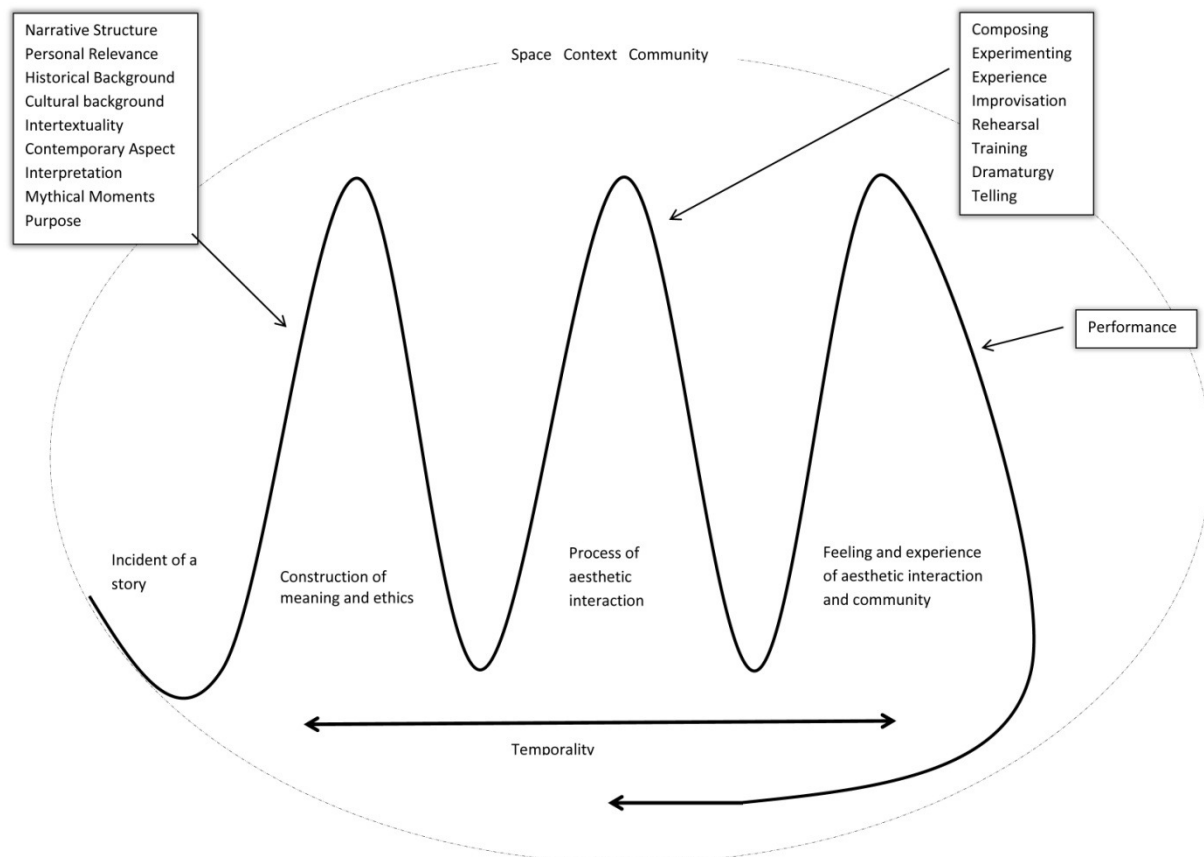 Narrative Structure
Personal Relevance
Historical Background
Cultural background
Intertextuality
Contemporary Aspect
Interpretation
Mythical Moments
Purpose
Space Context Community
Composing
Experimenting
Experience
Improvisation
Rehearsal
Training
Dramaturgy
Telling
Performance
Incident of a
story
Construction of
meaning and ethics
Process of
aesthetic
interaction
Feeling and experience
of aesthetic interaction
and community
Temporality